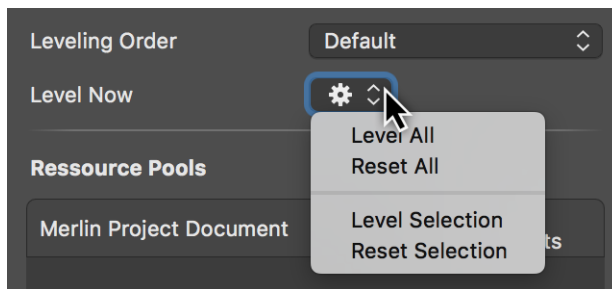 Leveling Order Default
Level Now
Level All
Reset All
Ressource Pools
Level Selection
Merlin Project Document
Reset Selection